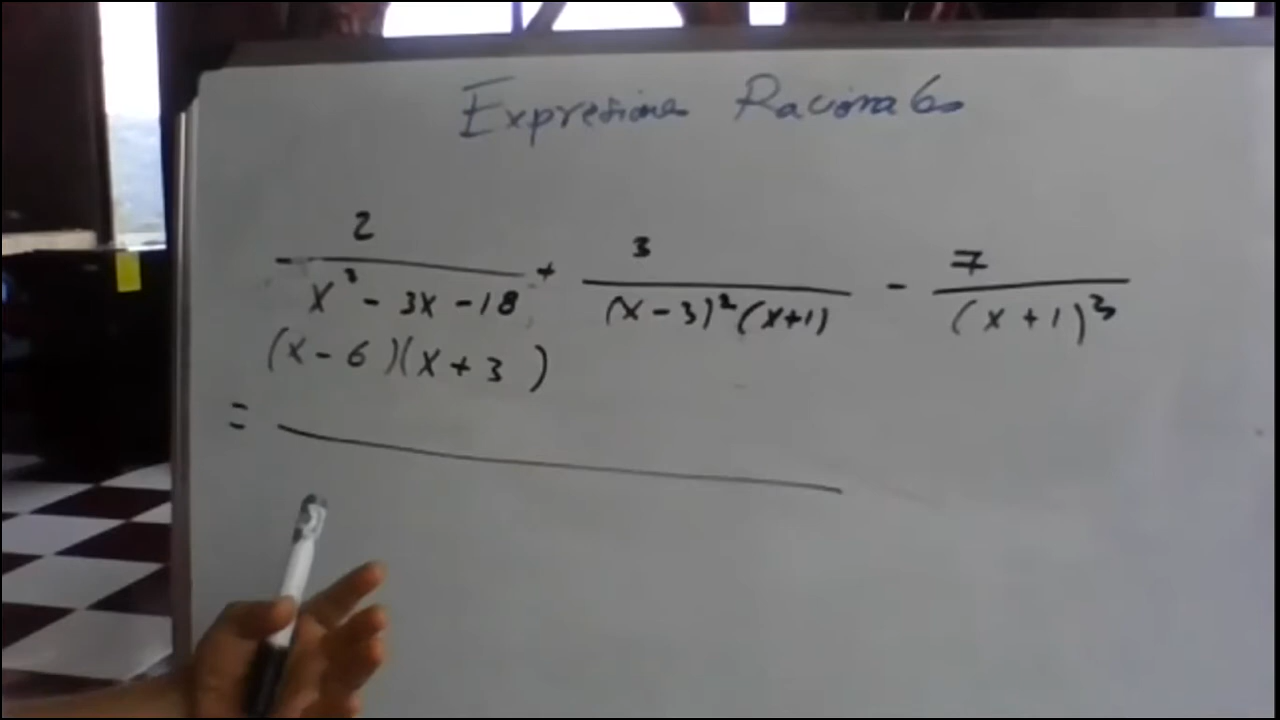 Expresiones Racionales
2/(x² - 3x - 18) + 3/((x - 3)²(x+1)) - 7/((x + 1)³)
(x - 6)(x + 3)
=